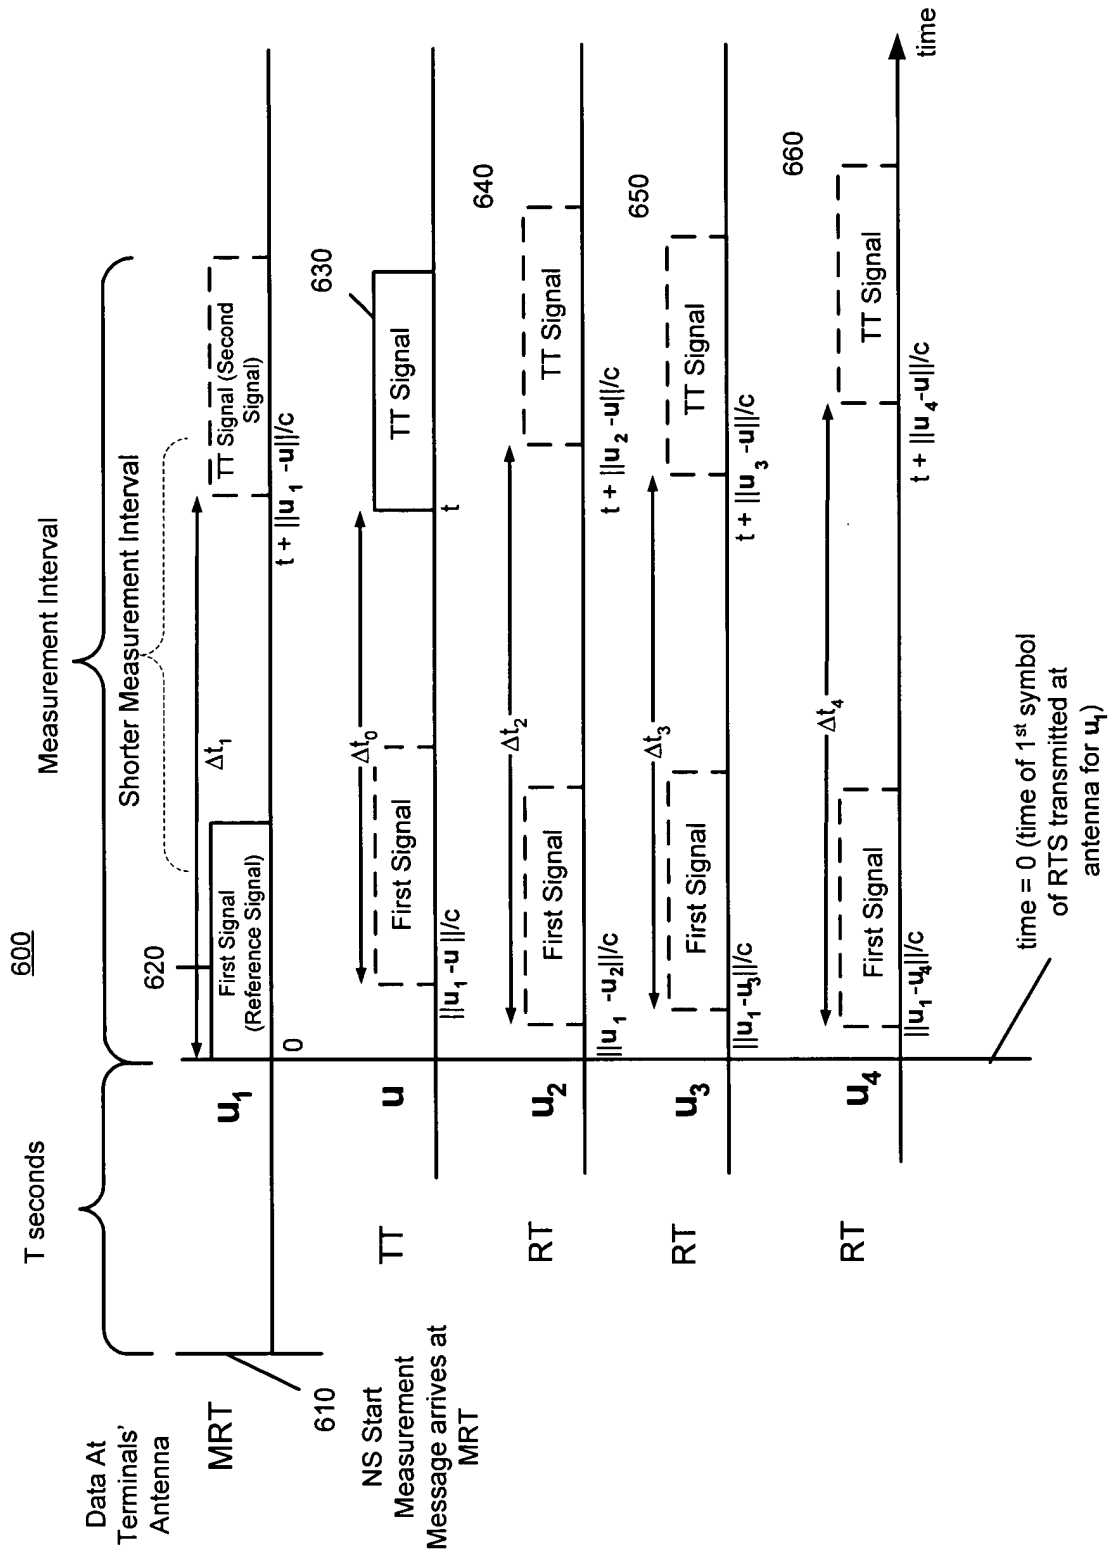 600
T seconds
Measurement Interval
Shorter Measurement Interval
Data At
Terminals'
Antenna
MRT
610
NS Start
Measurement
Message arrives at
MRT
620
u₁
First Signal
(Reference Signal)
0
Δt₁
TT Signal (Second
Signal)
t + ||u₁ -u||/c
TT
u
First Signal
||u₁ -u ||/c
Δt₀
TT Signal
t
630
RT
u₂
First Signal
||u₁ -u₂||/c
Δt₂
TT Signal
t + ||u₂ -u||/c
640
RT
u₃
First Signal
||u₁-u₃||/c
Δt₃
TT Signal
t + ||u₃ -u||/c
650
RT
u₄
First Signal
||u₁-u₄||/c
Δt₄
TT Signal
t + ||u₄-u||/c
660
time
time = 0 (time of 1st symbol
of RTS transmitted at
antenna for u₁)